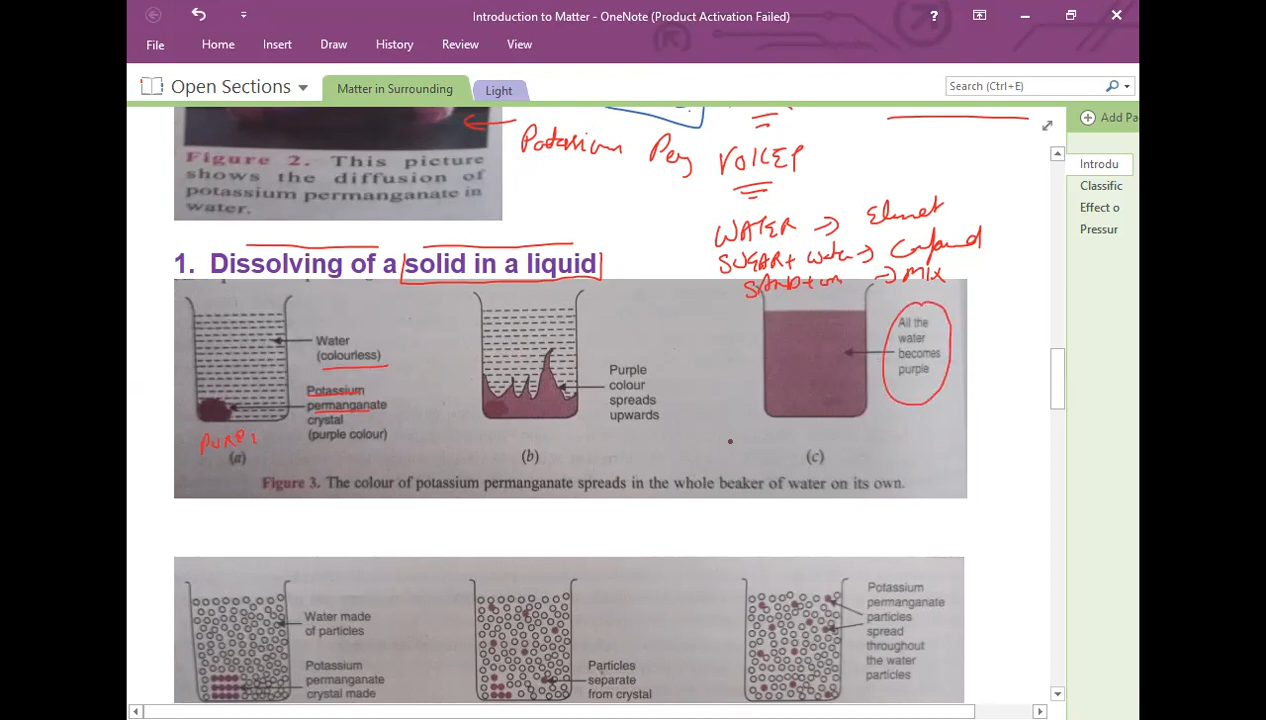 Introduction to Matter - OneNote (Product Activation Failed)
?
File Home Insert Draw History Review View
Open Sections
Matter in Surrounding
Light
Search (Ctrl+E)
Add Pa
Introdu
Classific
Effect o
Pressur
Potassium
Figure 2. This picture
shows the diffusion of
potassium permanganate in
water.
WATER →
SUGAR + water →
→ Mix
1. Dissolving of a solid in a liquid
Water
(colourless)
Potassium
permanganate
crystal
(purple colour)
(a)
Purple
colour
spreads
upwards
(b)
All the
water
becomes
purple
(c)
Figure 3. The colour of potassium permanganate spreads in the whole beaker of water on its own.
Water made
of particles
Potassium
permanganate
crystal made
Particles
separate
from crystal
Potassium
permanganate
particles
spread
throughout
the water
particles